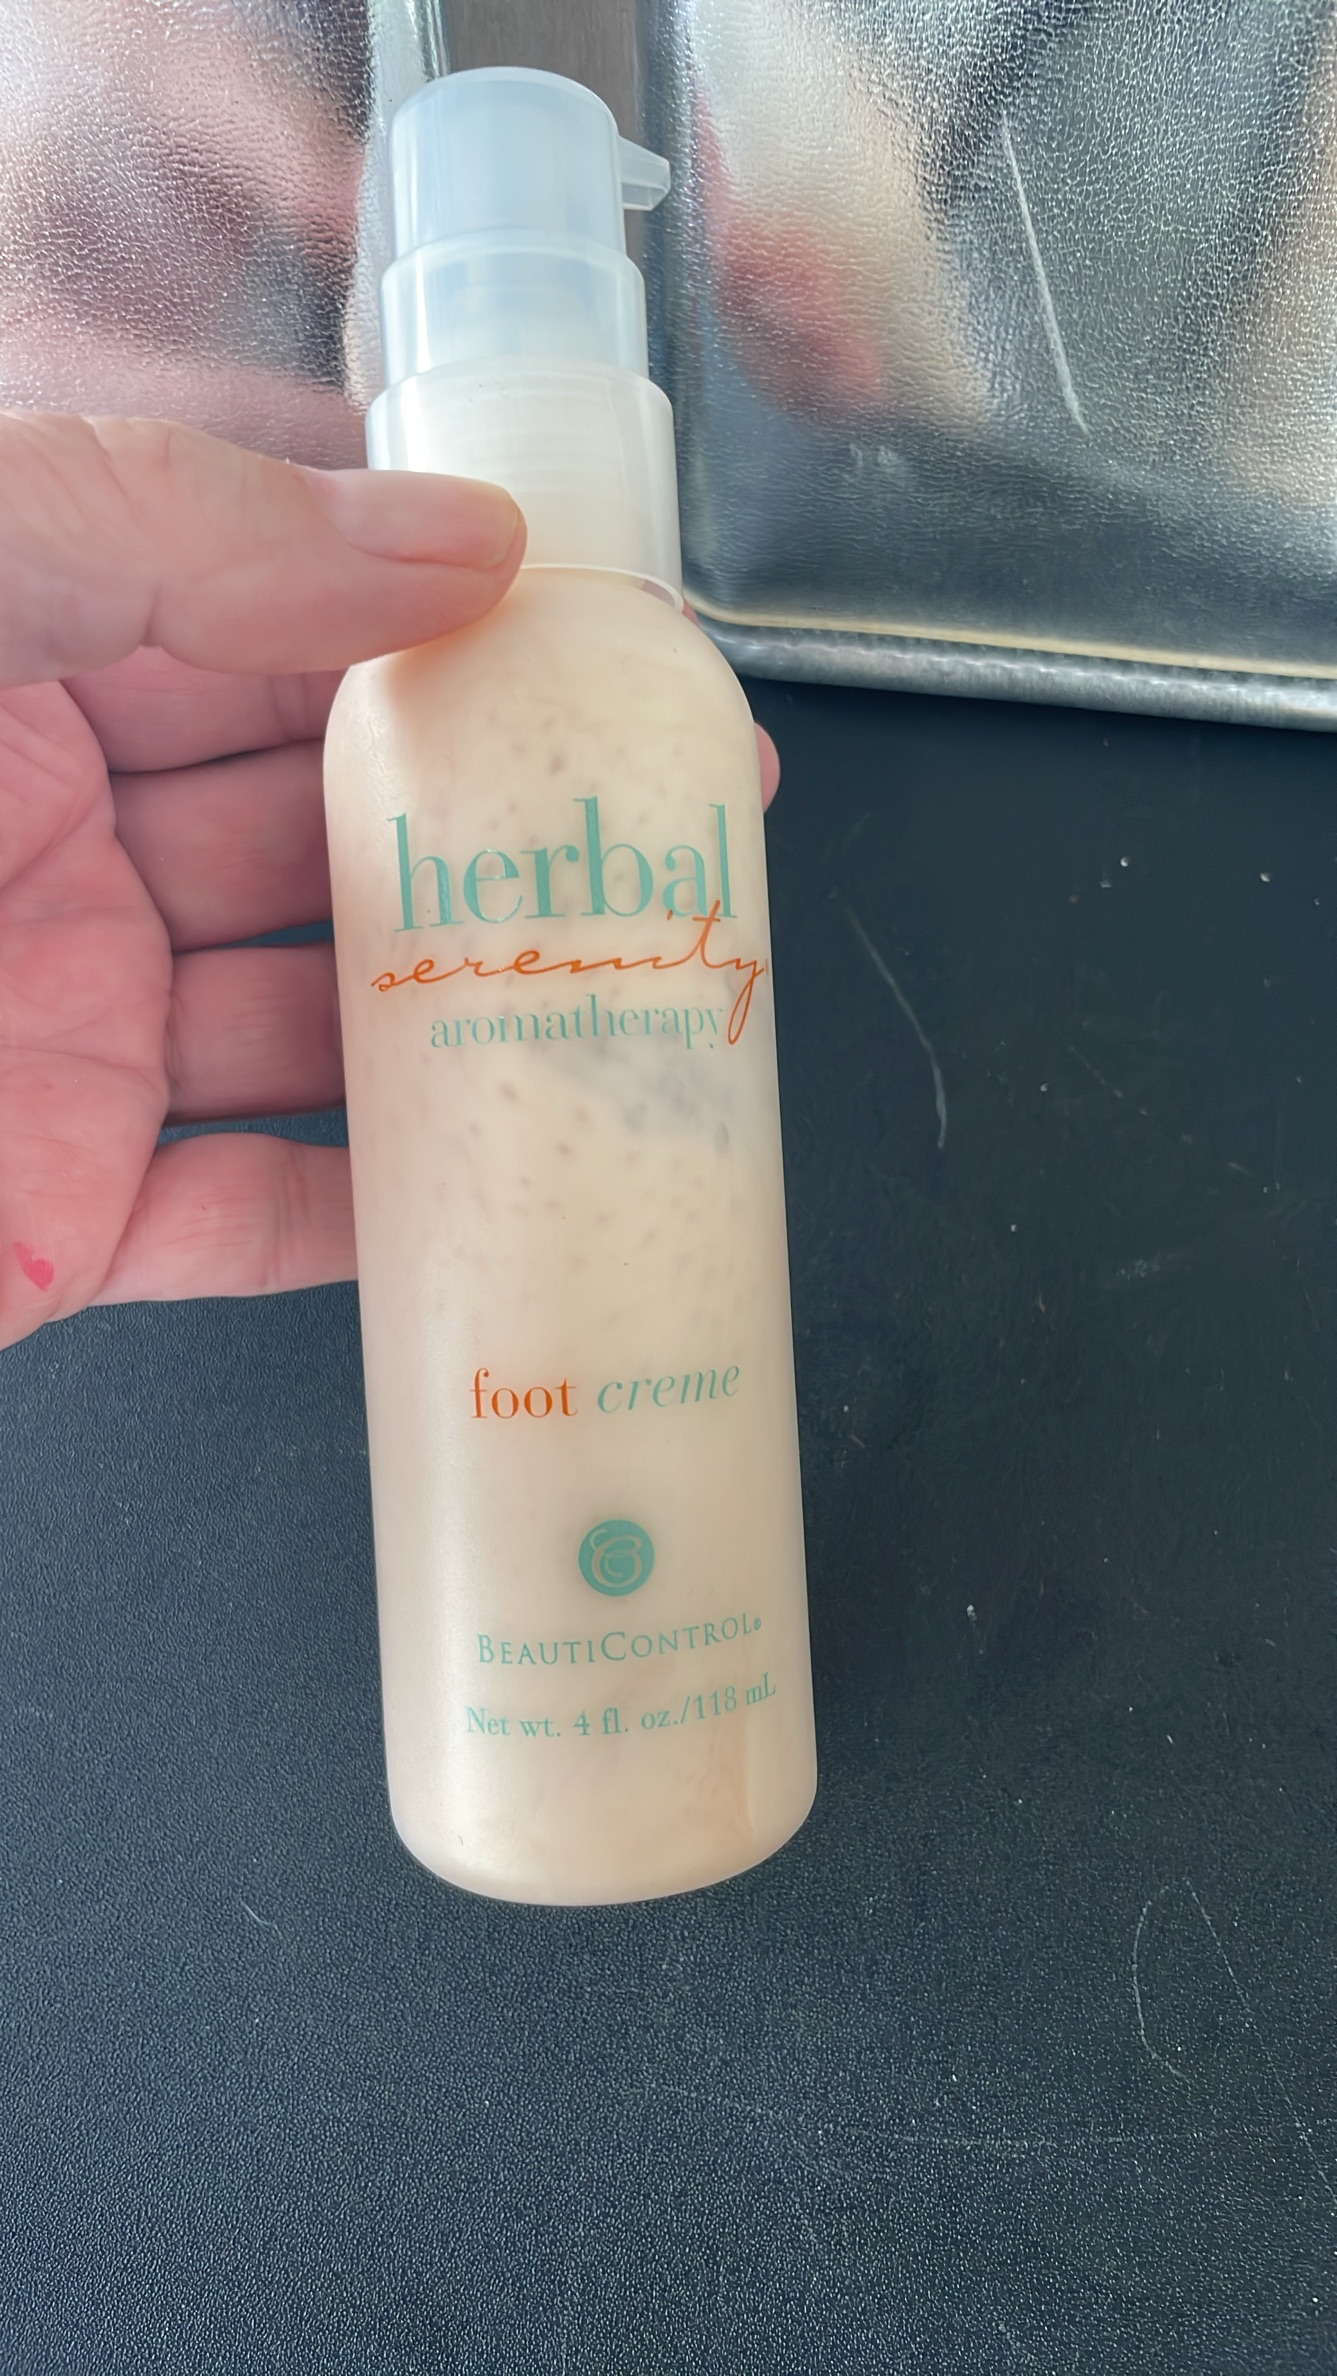 herbal
serenity
aromatherapy
foot creme
BEAUTICONTROL®
Net wt. 4 fl. oz./118 mL